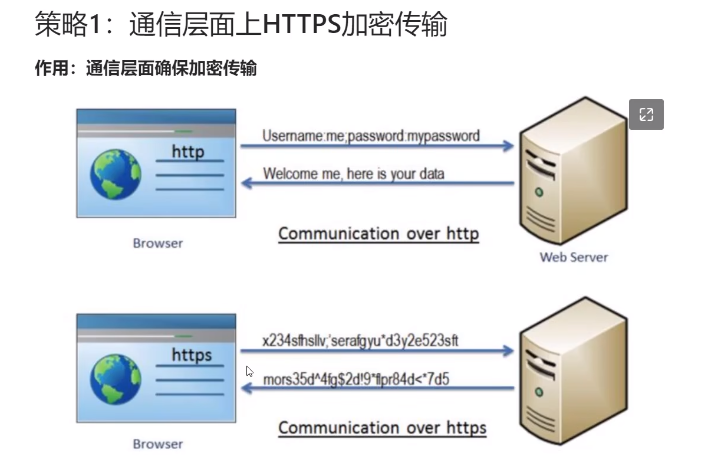 策略1：通信层面上HTTPS加密传输
作用：通信层面确保加密传输
http
Username:me;password:mypassword
Welcome me, here is your data
Communication over http
Browser
Web Server
https
x234sfhsllv;'serafgyu*d3y2e523sft
mors35d^4fg$2d!9*flpr84d<*7d5
Communication over https
Browser